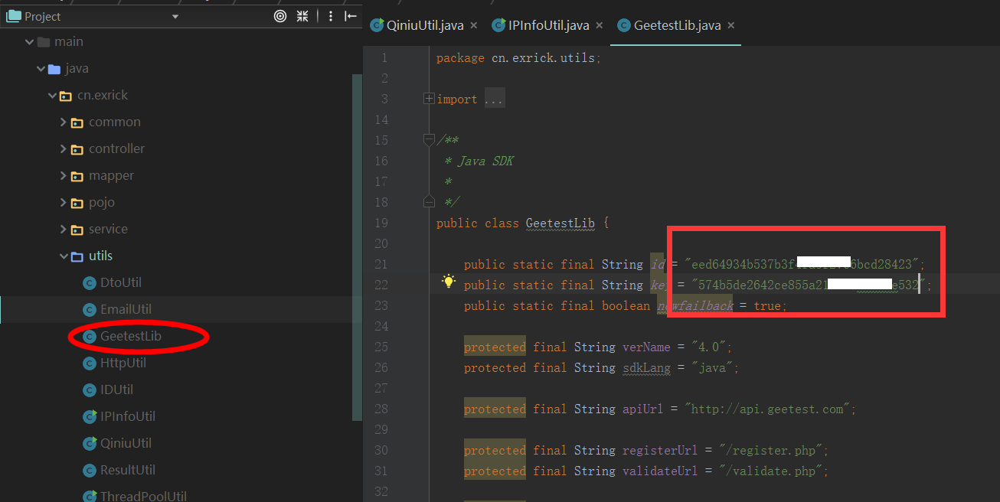 Project
main
java
cn.exrick
common
controller
mapper
pojo
service
utils
DtoUtil
EmailUtil
GeetestLib
HttpUtil
IDUtil
IPInfoUtil
QiniuUtil
ResultUtil
ThreadPoolUtil
QiniuUtil.java × IPInfoUtil.java × GeetestLib.java ×
1 package cn.exrick.utils;
2
3 import ...
14
15 /**
16 * Java SDK
17 *
18 */
19 public class GeetestLib {
20
21 public static final String id = "eed64934b537b3f 6bcd28423";
22 public static final String key = "574b5de2642ce855a21 e532";
23 public static final boolean newfailback = true;
24
25 protected final String verName = "4.0";
26 protected final String sdkLang = "java";
27
28 protected final String apiUrl = "http://api.geetest.com";
29
30 protected final String registerUrl = "/register.php";
31 protected final String validateUrl = "/validate.php";
32